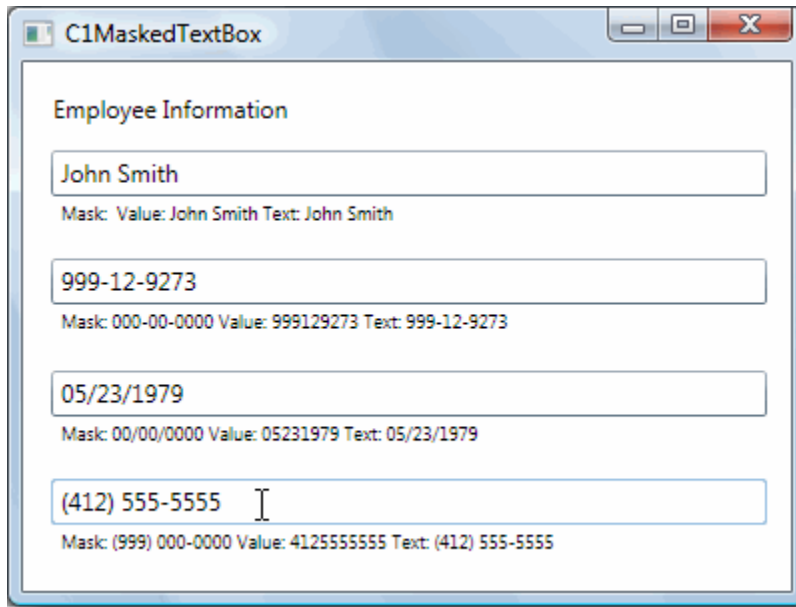 C1MaskedTextBox
Employee Information
John Smith
Mask:  Value: John Smith Text: John Smith
999-12-9273
Mask: 000-00-0000 Value: 999129273 Text: 999-12-9273
05/23/1979
Mask: 00/00/0000 Value: 05231979 Text: 05/23/1979
(412) 555-5555
Mask: (999) 000-0000 Value: 4125555555 Text: (412) 555-5555